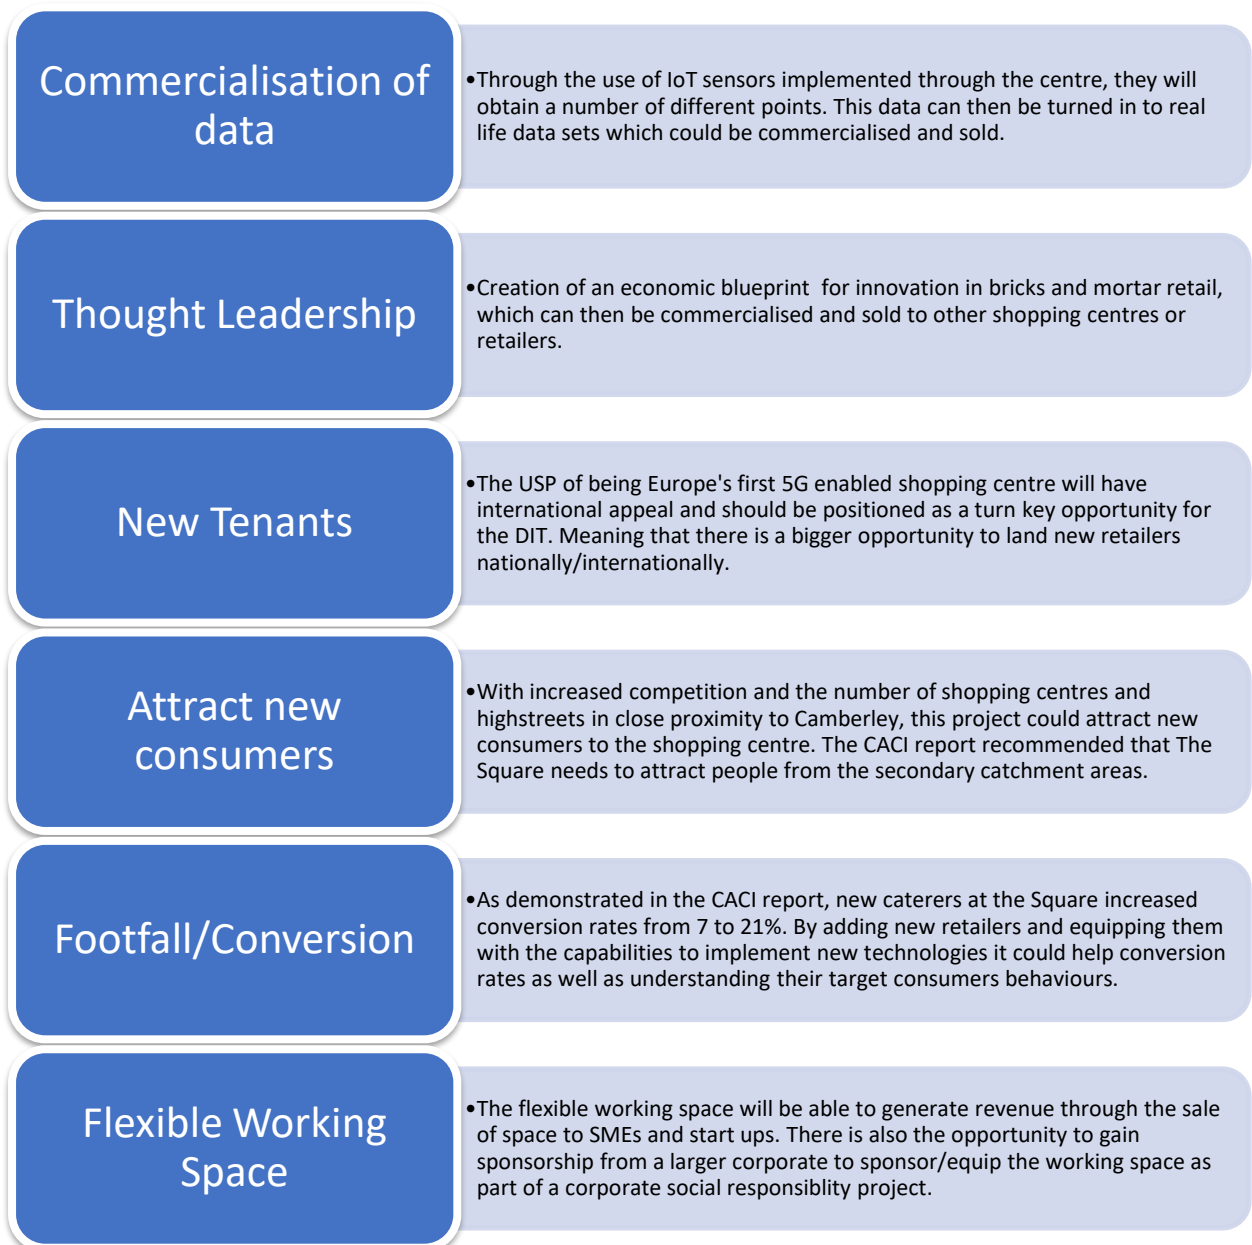 Commercialisation of
data
•Through the use of IoT sensors implemented through the centre, they will
obtain a number of different points. This data can then be turned in to real
life data sets which could be commercialised and sold.
Thought Leadership
•Creation of an economic blueprint  for innovation in bricks and mortar retail,
which can then be commercialised and sold to other shopping centres or
retailers.
New Tenants
•The USP of being Europe's first 5G enabled shopping centre will have
international appeal and should be positioned as a turn key opportunity for
the DIT. Meaning that there is a bigger opportunity to land new retailers
nationally/internationally.
Attract new
consumers
•With increased competition and the number of shopping centres and
highstreets in close proximity to Camberley, this project could attract new
consumers to the shopping centre. The CACI report recommended that The
Square needs to attract people from the secondary catchment areas.
Footfall/Conversion
•As demonstrated in the CACI report, new caterers at the Square increased
conversion rates from 7 to 21%. By adding new retailers and equipping them
with the capabilities to implement new technologies it could help conversion
rates as well as understanding their target consumers behaviours.
Flexible Working
Space
•The flexible working space will be able to generate revenue through the sale
of space to SMEs and start ups. There is also the opportunity to gain
sponsorship from a larger corporate to sponsor/equip the working space as
part of a corporate social responsiblity project.